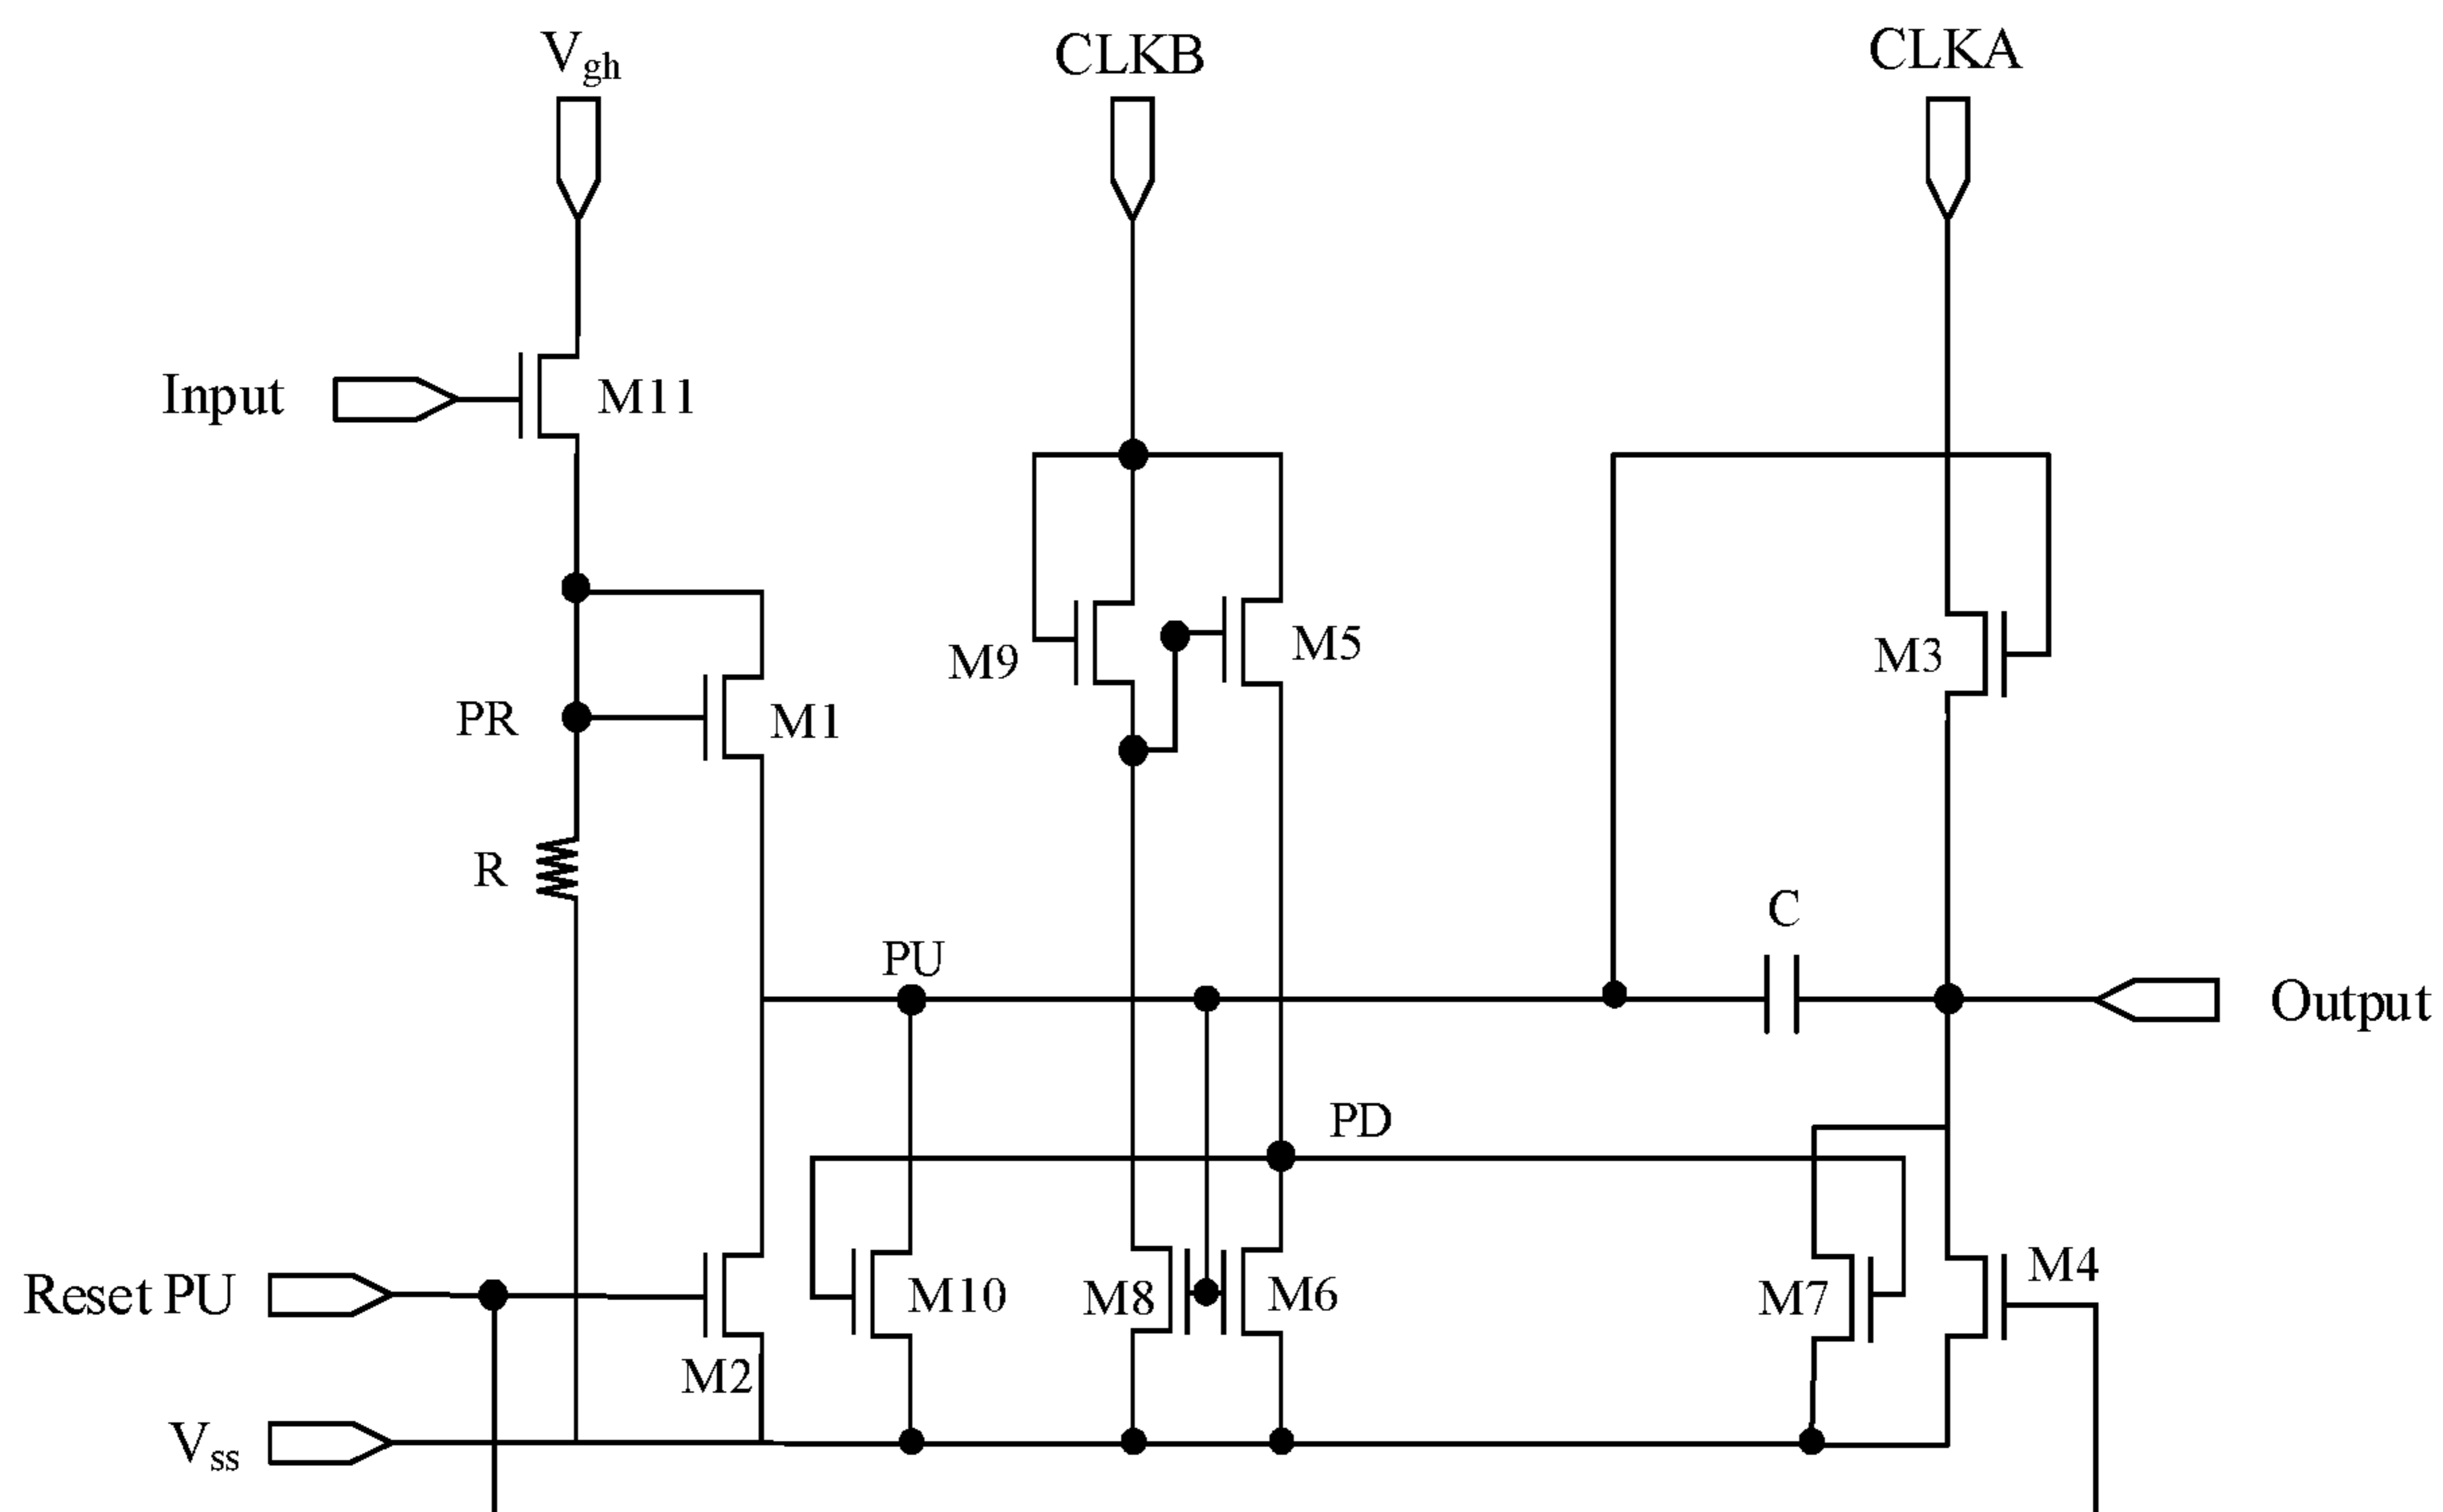 Vgh
CLKB
CLKA
Input
M11
M9
M5
M3
PR
M1
R
C
PU
Output
PD
Reset PU
M10
M8
M6
M7
M4
M2
Vss